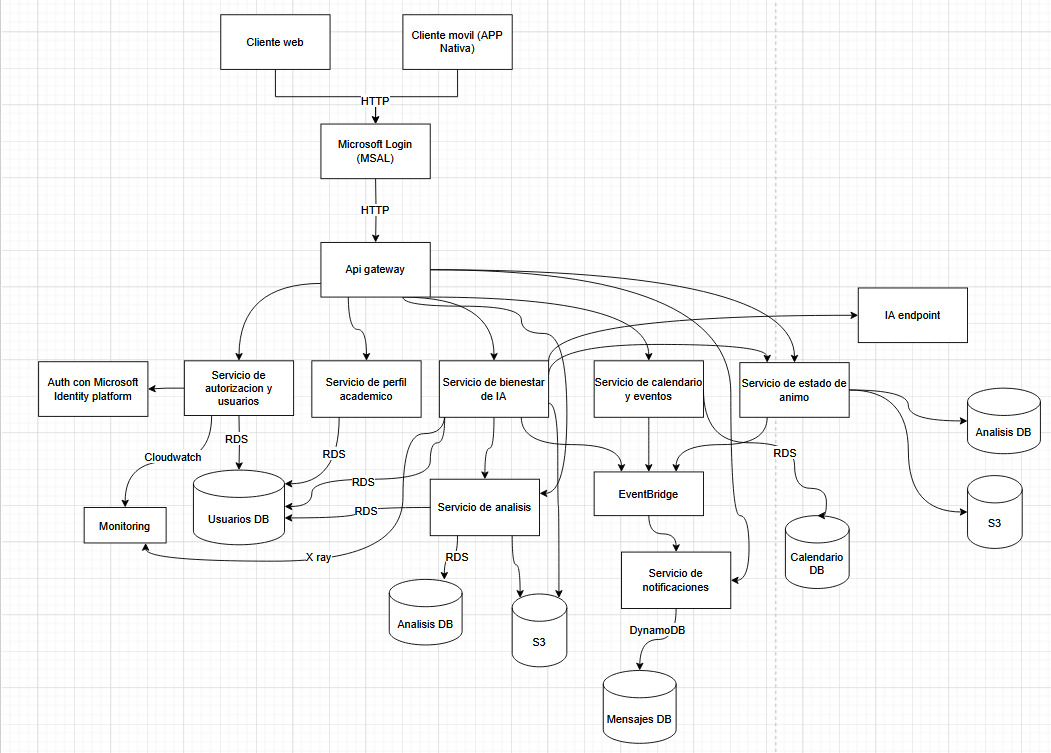 Cliente web
Cliente movil (APP
Nativa)
HTTP
Microsoft Login
(MSAL)
HTTP
Api gateway
IA endpoint
Auth con Microsoft
Identity platform
Servicio de
autorizacion y
usuarios
Servicio de perfil
academico
Servicio de bienestar
de IA
Servicio de calendario
y eventos
Servicio de estado de
animo
Analisis DB
RDS
Cloudwatch
RDS
RDS
RDS
EventBridge
Servicio de analisis
RDS
Usuarios DB
Monitoring
S3
X ray
RDS
Calendario
DB
Servicio de
notificaciones
Analisis DB
S3
DynamoDB
Mensajes DB